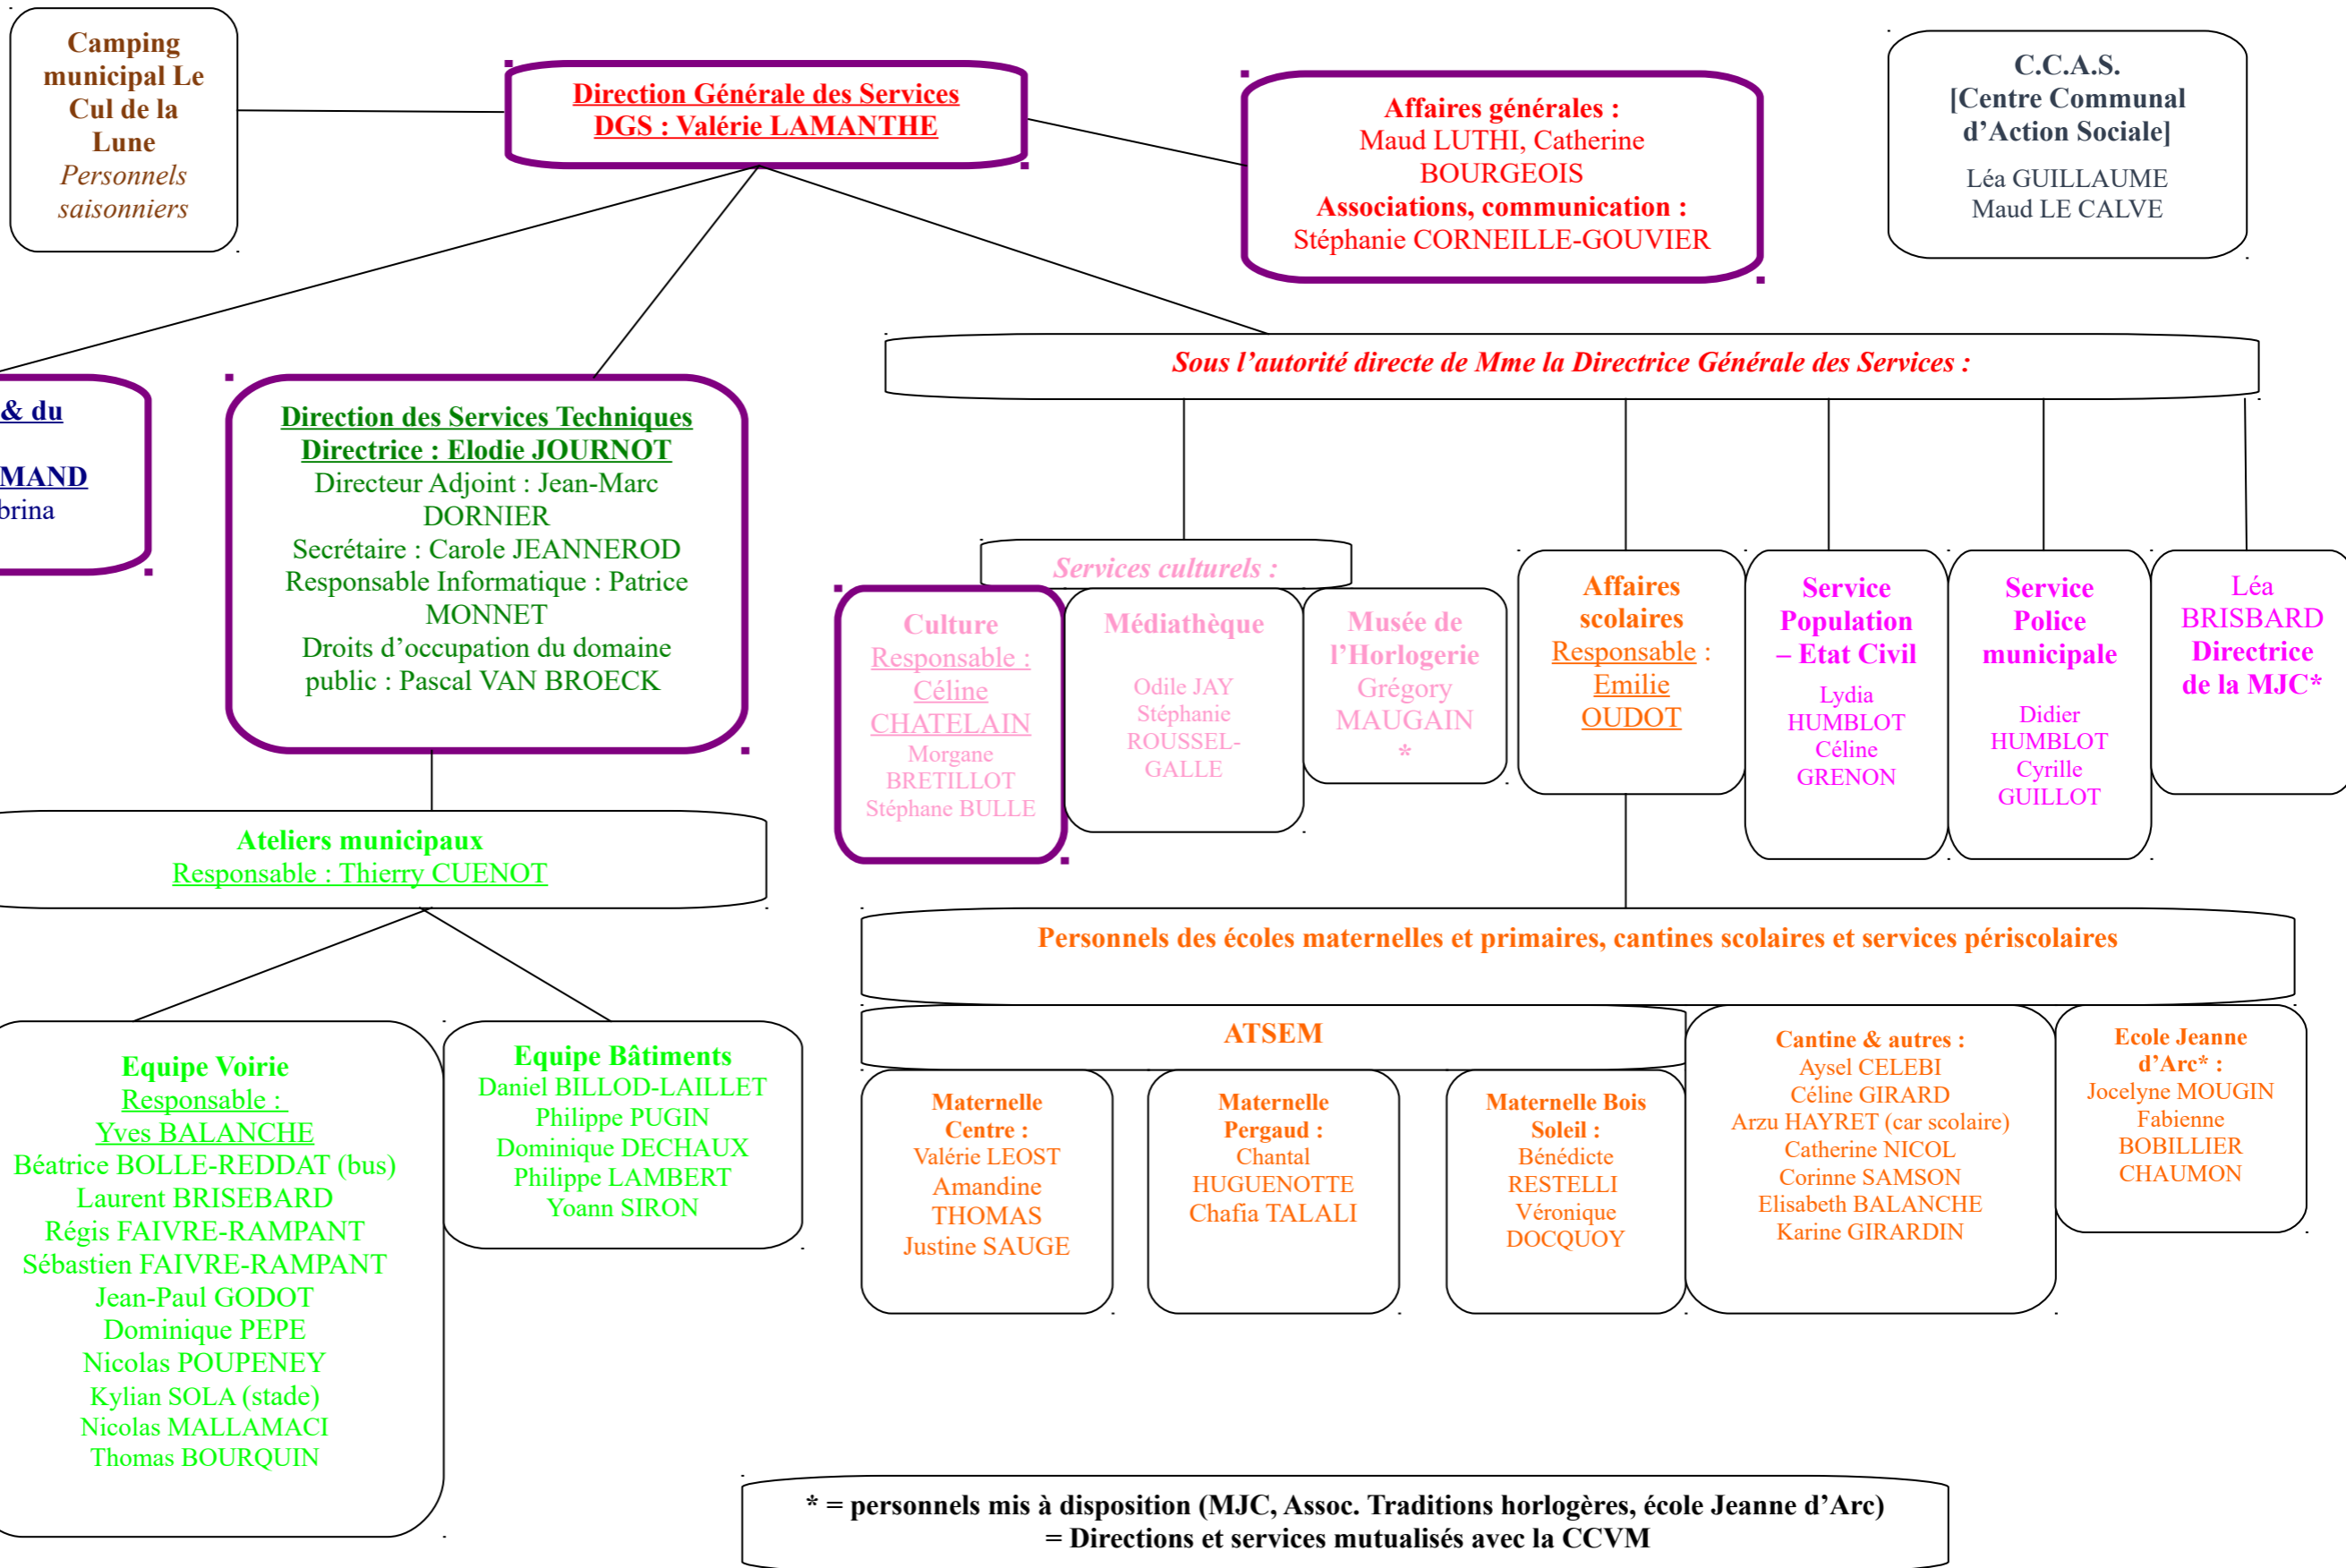 Camping
municipal Le
Cul de la
Lune
Personnels
saisonniers
Direction Générale des Services
DGS : Valérie LAMANTHE
Affaires générales :
Maud LUTHI, Catherine
BOURGEOIS
Associations, communication :
Stéphanie CORNEILLE-GOUVIER
C.C.A.S.
[Centre Communal
d’Action Sociale]
Léa GUILLAUME
Maud LE CALVE
Sous l’autorité directe de Mme la Directrice Générale des Services :
& du
MAND
brina
Direction des Services Techniques
Directrice : Elodie JOURNOT
Directeur Adjoint : Jean-Marc
DORNIER
Secrétaire : Carole JEANNEROD
Responsable Informatique : Patrice
MONNET
Droits d’occupation du domaine
public : Pascal VAN BROECK
Services culturels :
Culture
Responsable :
Céline
CHATELAIN
Morgane
BRETILLOT
Stéphane BULLE
Médiathèque
Odile JAY
Stéphanie
ROUSSEL-
GALLE
Musée de
l’Horlogerie
Grégory
MAUGAIN
*
Affaires
scolaires
Responsable :
Emilie
OUDOT
Service
Population
– Etat Civil
Lydia
HUMBLOT
Céline
GRENON
Service
Police
municipale
Didier
HUMBLOT
Cyrille
GUILLOT
Léa
BRISBARD
Directrice
de la MJC*
Ateliers municipaux
Responsable : Thierry CUENOT
Personnels des écoles maternelles et primaires, cantines scolaires et services périscolaires
Equipe Voirie
Responsable :
Yves BALANCHE
Béatrice BOLLE-REDDAT (bus)
Laurent BRISEBARD
Régis FAIVRE-RAMPANT
Sébastien FAIVRE-RAMPANT
Jean-Paul GODOT
Dominique PEPE
Nicolas POUPENEY
Kylian SOLA (stade)
Nicolas MALLAMACI
Thomas BOURQUIN
Equipe Bâtiments
Daniel BILLOD-LAILLET
Philippe PUGIN
Dominique DECHAUX
Philippe LAMBERT
Yoann SIRON
ATSEM
Maternelle
Centre :
Valérie LEOST
Amandine
THOMAS
Justine SAUGE
Maternelle
Pergaud :
Chantal
HUGUENOTTE
Chafia TALALI
Maternelle Bois
Soleil :
Bénédicte
RESTELLI
Véronique
DOCQUOY
Cantine & autres :
Aysel CELEBI
Céline GIRARD
Arzu HAYRET (car scolaire)
Catherine NICOL
Corinne SAMSON
Elisabeth BALANCHE
Karine GIRARDIN
Ecole Jeanne
d’Arc* :
Jocelyne MOUGIN
Fabienne
BOBILLIER
CHAUMON
* = personnels mis à disposition (MJC, Assoc. Traditions horlogères, école Jeanne d’Arc)
= Directions et services mutualisés avec la CCVM